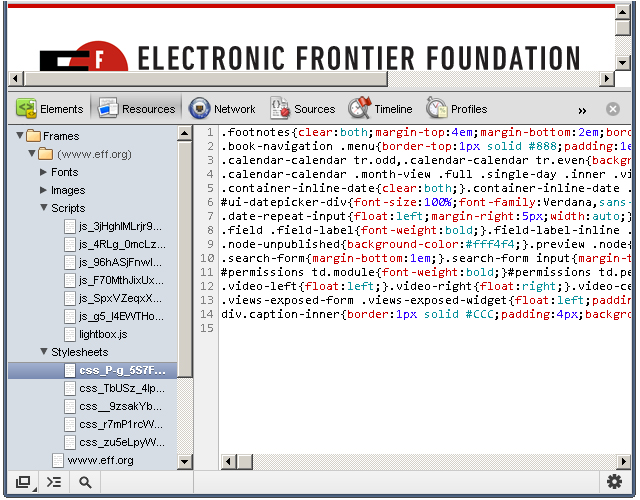 F ELECTRONIC FRONTIER FOUNDATION
Elements Resources Network Sources Timeline Profiles »
Frames
(www.eff.org)
Fonts
Images
Scripts
js_3jHghlMLrjr9...
js_4RLg_0mcLz...
js_96hASjFnwI...
js_F70MthJixUx...
js_SpxVZeqxX...
js_g5_l4EWTHo...
lightbox.js
Stylesheets
css_P-g_5S7F...
css_TbUSz_4lp...
css__9zsakYb...
css_r7mP1rcW...
css_zu5eLpyW...
www.eff.org
1 .footnotes{clear:both;margin-top:4em;margin-bottom:2em;bord
2 .book-navigation .menu{border-top:1px solid #888;padding:1e
3 .calendar-calendar tr.odd,.calendar-calendar tr.even{backg
4 .calendar-calendar .month-view .full .single-day .inner .vi
5 .container-inline-date{clear:both;}.container-inline-date .
6 #ui-datepicker-div{font-size:100%;font-family:Verdana,sans-
7 .date-repeat-input{float:left;margin-right:5px;width:auto;}
8 .field .field-label{font-weight:bold;}.field-label-inline .
9 .node-unpublished{background-color:#fff4f4;}.preview .node{
10 .search-form{margin-bottom:1em;}.search-form input{margin-t
11 #permissions td.module{font-weight:bold;}#permissions td.pe
12 .video-left{float:left;}.video-right{float:right;}.video-ce
13 .views-exposed-form .views-exposed-widget{float:left;paddin
14 div.caption-inner{border:1px solid #CCC;padding:4px;backgro
15